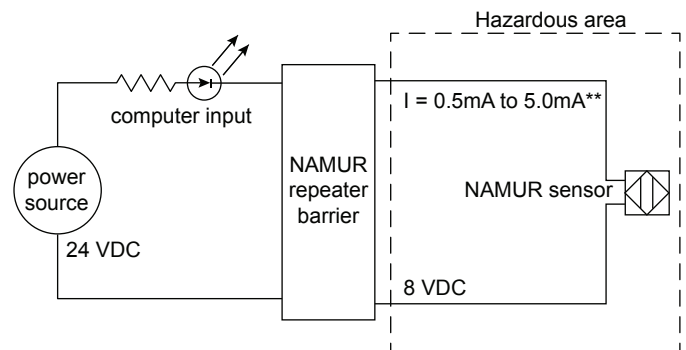 Hazardous area
computer input
I = 0.5mA to 5.0mA**
NAMUR
repeater
barrier
power
source
NAMUR sensor
24 VDC
8 VDC